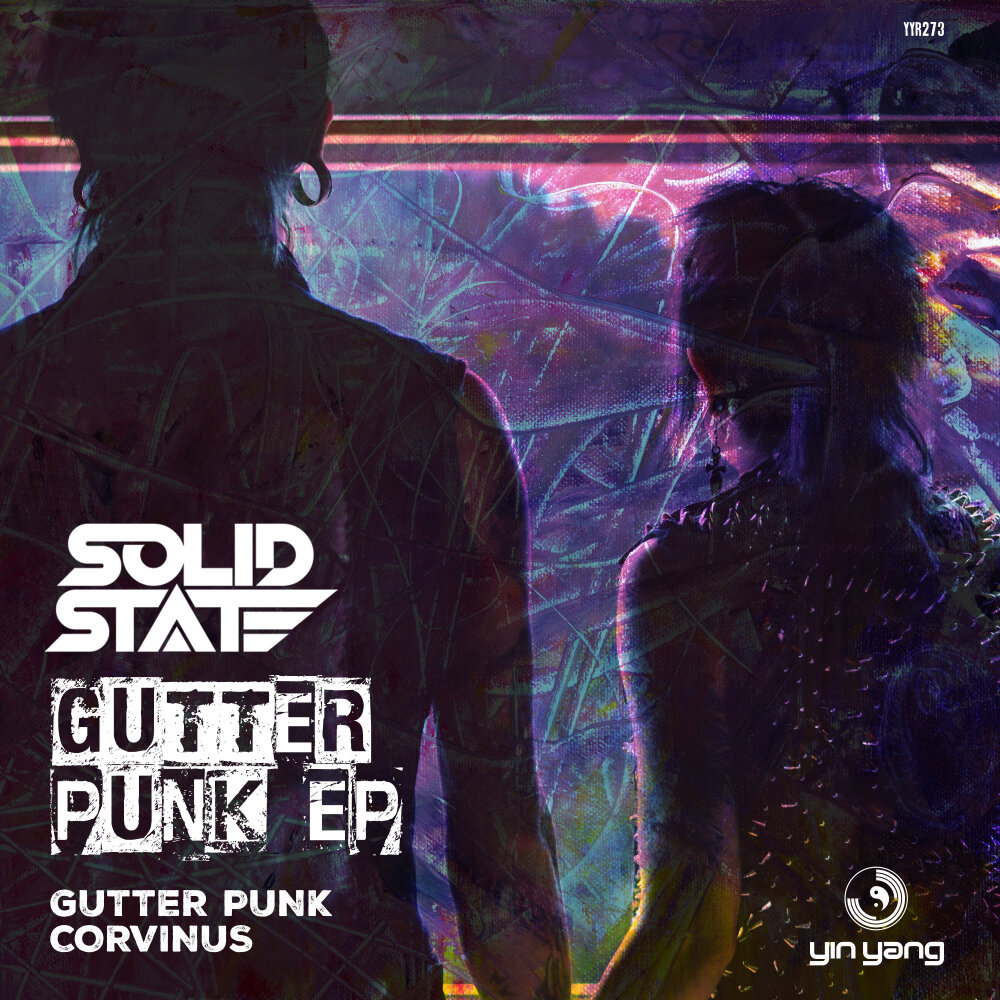 YYR273
SOLID
STATE
GUTTER
PUNK EP
GUTTER PUNK
CORVINUS
yin yang